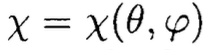 χ = χ(θ, φ)